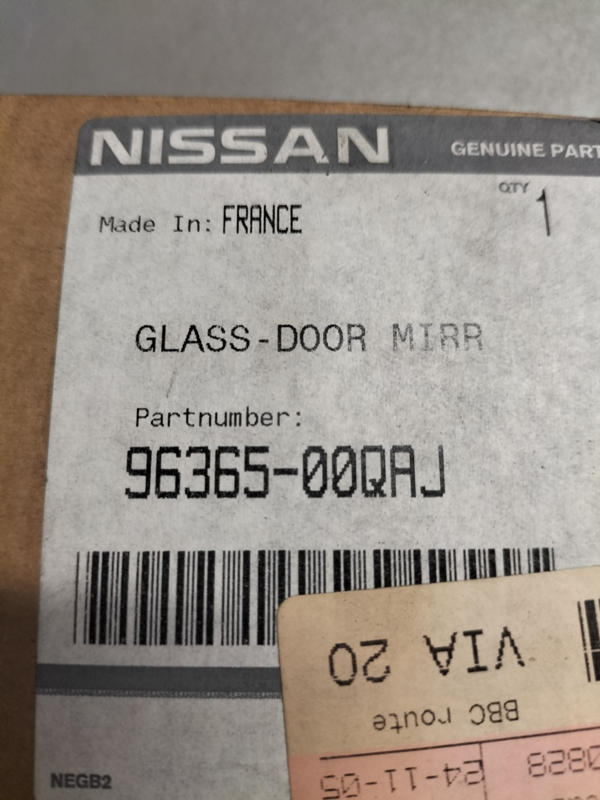 NISSAN GENUINE PART
QTY
Made In: FRANCE 1
GLASS-DOOR MIRR
Partnumber:
96365-00QAJ
VIA 20
BBC route
24-11-05
NEGB2